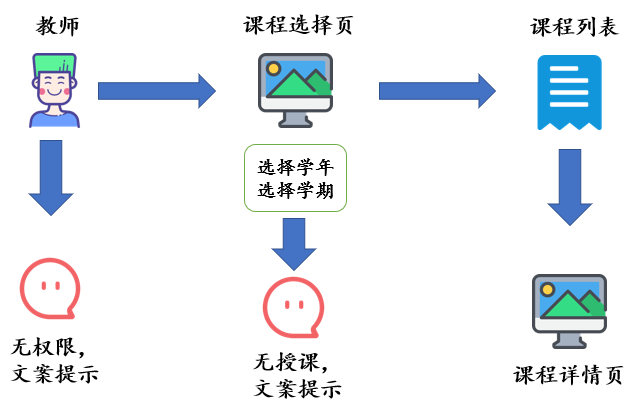 教师
课程选择页
课程列表
选择学年
选择学期
无权限，
文案提示
无授课，
文案提示
课程详情页